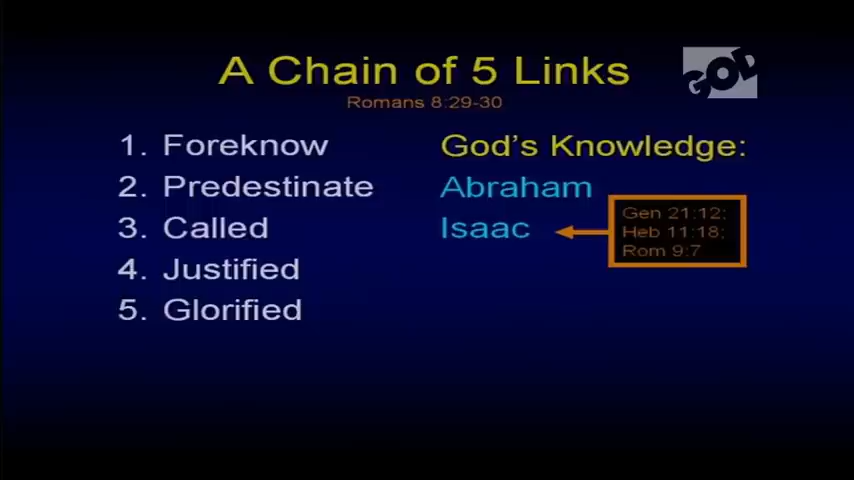 A Chain of 5 Links
GOD
Romans 8:29-30
1. Foreknow
2. Predestinate
3. Called
4. Justified
5. Glorified
God's Knowledge:
Abraham
Isaac
Gen 21:12;
Heb 11:18;
Rom 9:7